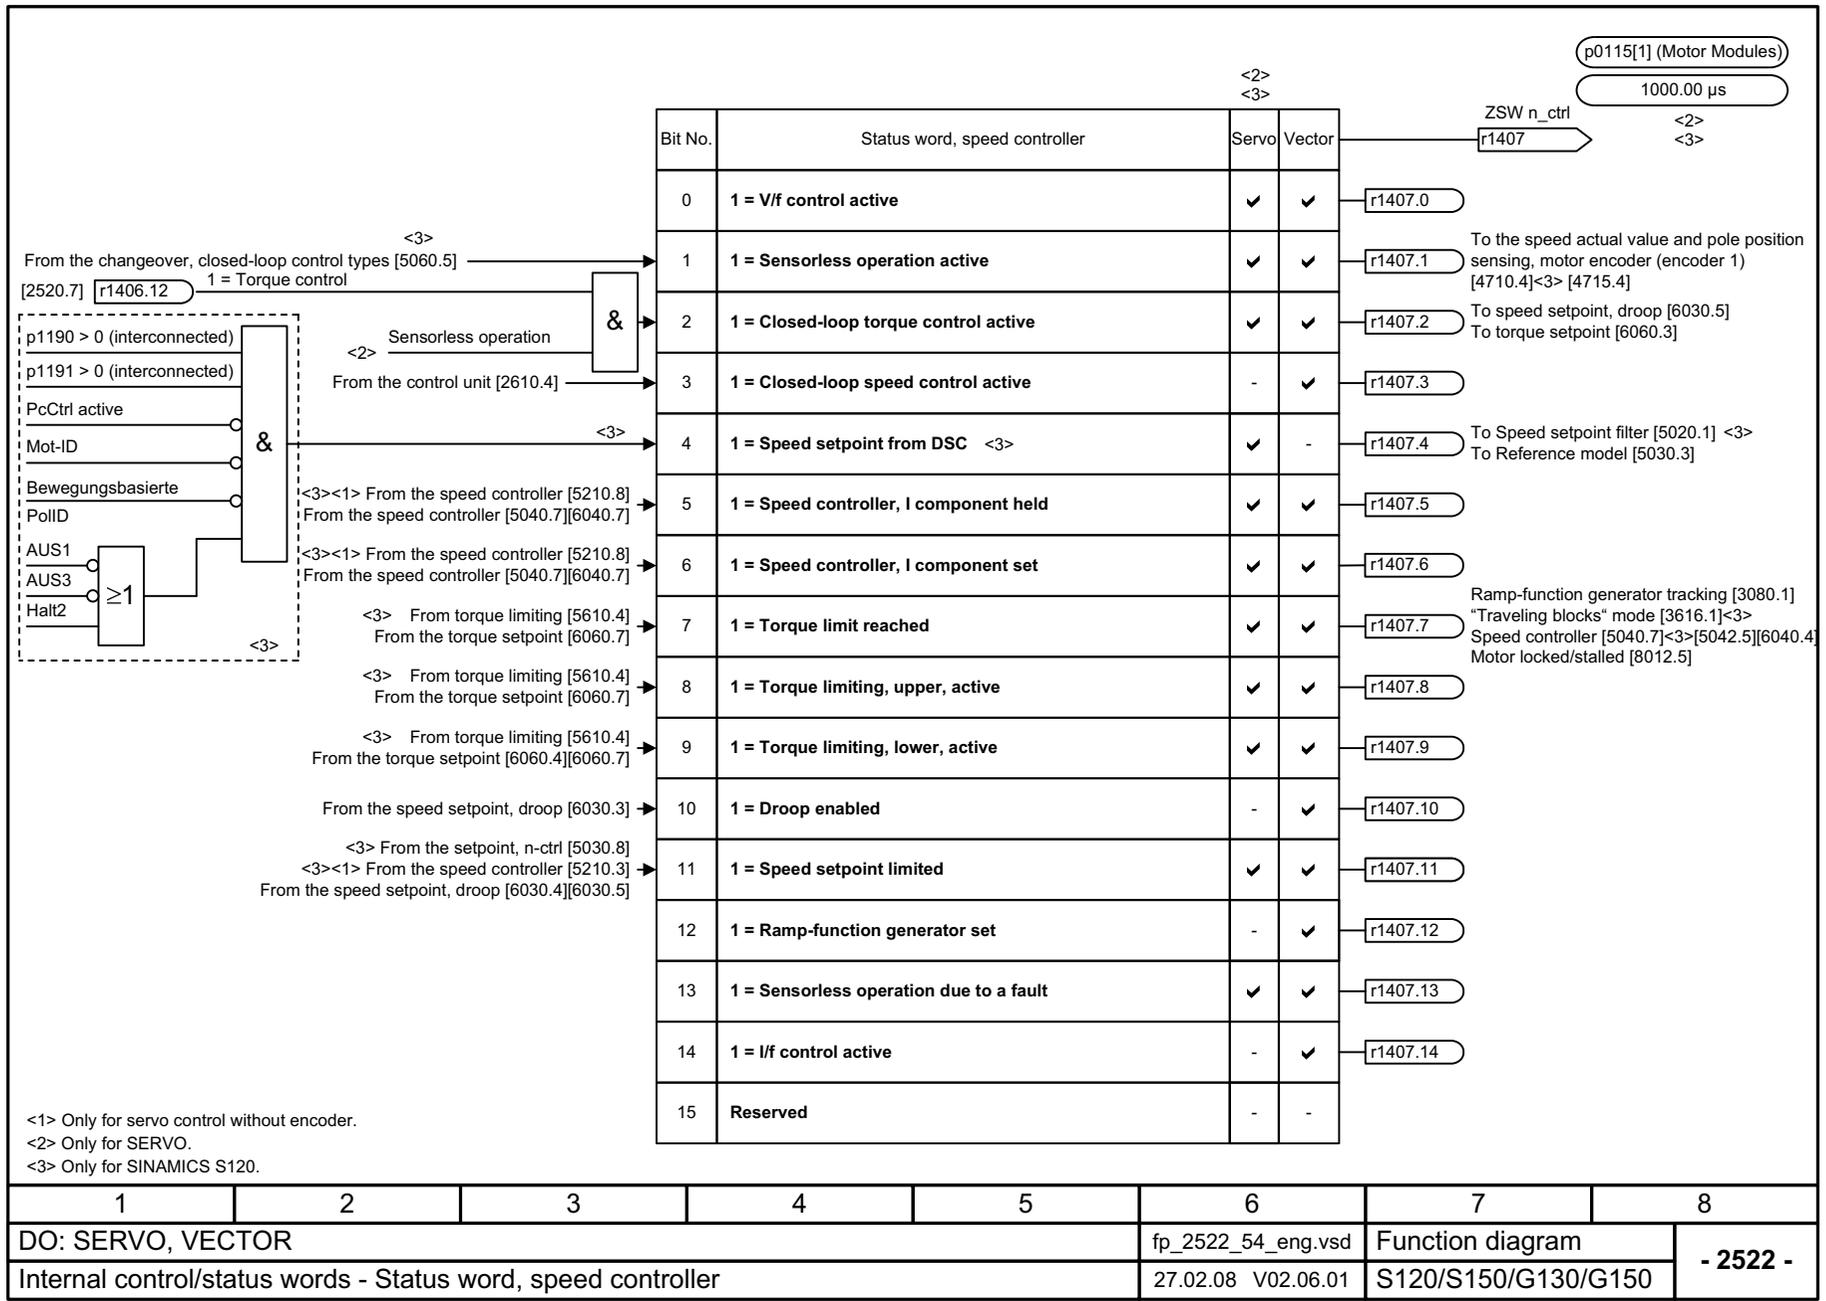 p0115[1] (Motor Modules)
1000.00 µs
<2>
<3>
<2>
<3>
ZSW n_ctrl
r1407
Bit No. Status word, speed controller Servo Vector
0 1 = V/f control active ✔ ✔ r1407.0
<3>
From the changeover, closed-loop control types [5060.5]
1 1 = Sensorless operation active ✔ ✔ r1407.1
To the speed actual value and pole position
sensing, motor encoder (encoder 1)
[4710.4]<3> [4715.4]
[2520.7] r1406.12 1 = Torque control
&
<2> Sensorless operation
2 1 = Closed-loop torque control active ✔ ✔ r1407.2
To speed setpoint, droop [6030.5]
To torque setpoint [6060.3]
From the control unit [2610.4]
3 1 = Closed-loop speed control active - ✔ r1407.3
p1190 > 0 (interconnected)
p1191 > 0 (interconnected)
PcCtrl active
Mot-ID
Bewegungsbasierte
PolID
&
AUS1
AUS3
Halt2
≥1
<3>
<3>
4 1 = Speed setpoint from DSC <3> ✔ - r1407.4
To Speed setpoint filter [5020.1] <3>
To Reference model [5030.3]
<3><1> From the speed controller [5210.8]
From the speed controller [5040.7][6040.7]
5 1 = Speed controller, I component held ✔ ✔ r1407.5
<3><1> From the speed controller [5210.8]
From the speed controller [5040.7][6040.7]
6 1 = Speed controller, I component set ✔ ✔ r1407.6
<3> From torque limiting [5610.4]
From the torque setpoint [6060.7]
7 1 = Torque limit reached ✔ ✔ r1407.7
Ramp-function generator tracking [3080.1]
“Traveling blocks“ mode [3616.1]<3>
Speed controller [5040.7]<3>[5042.5][6040.4]
Motor locked/stalled [8012.5]
<3> From torque limiting [5610.4]
From the torque setpoint [6060.7]
8 1 = Torque limiting, upper, active ✔ ✔ r1407.8
<3> From torque limiting [5610.4]
From the torque setpoint [6060.4][6060.7]
9 1 = Torque limiting, lower, active ✔ ✔ r1407.9
From the speed setpoint, droop [6030.3]
10 1 = Droop enabled - ✔ r1407.10
<3> From the setpoint, n-ctrl [5030.8]
<3><1> From the speed controller [5210.3]
From the speed setpoint, droop [6030.4][6030.5]
11 1 = Speed setpoint limited ✔ ✔ r1407.11
12 1 = Ramp-function generator set - ✔ r1407.12
13 1 = Sensorless operation due to a fault ✔ ✔ r1407.13
14 1 = I/f control active - ✔ r1407.14
15 Reserved - -
<1> Only for servo control without encoder.
<2> Only for SERVO.
<3> Only for SINAMICS S120.
1 2 3 4 5 6 7 8
DO: SERVO, VECTOR fp_2522_54_eng.vsd Function diagram
- 2522 -
Internal control/status words - Status word, speed controller 27.02.08 V02.06.01 S120/S150/G130/G150